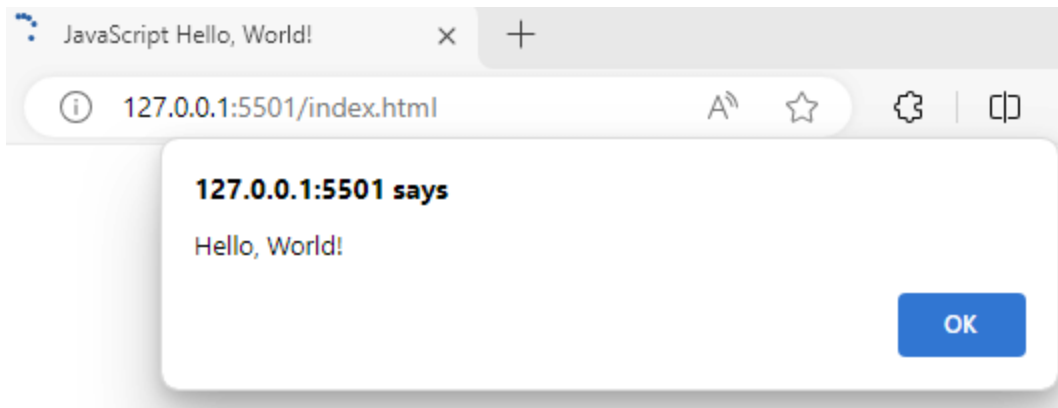 JavaScript Hello, World!
127.0.0.1:5501/index.html
127.0.0.1:5501 says
Hello, World!
OK